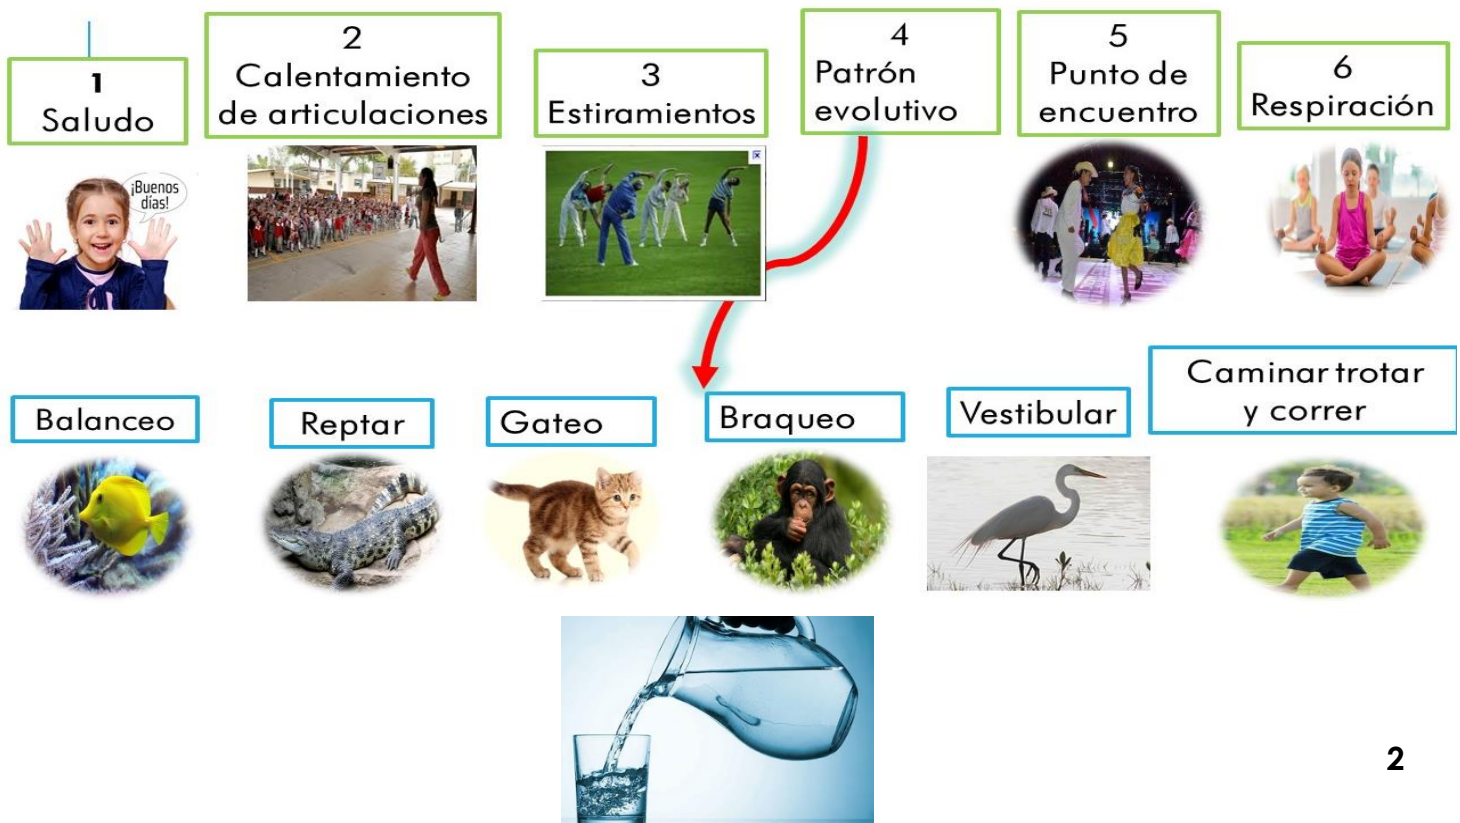 1
Saludo
2
Calentamiento
de articulaciones
3
Estiramientos
4
Patrón
evolutivo
5
Punto de
encuentro
6
Respiración
¡Buenos
días!
Balanceo
Reptar
Gateo
Braqueo
Vestibular
Caminar trotar
y correr
2